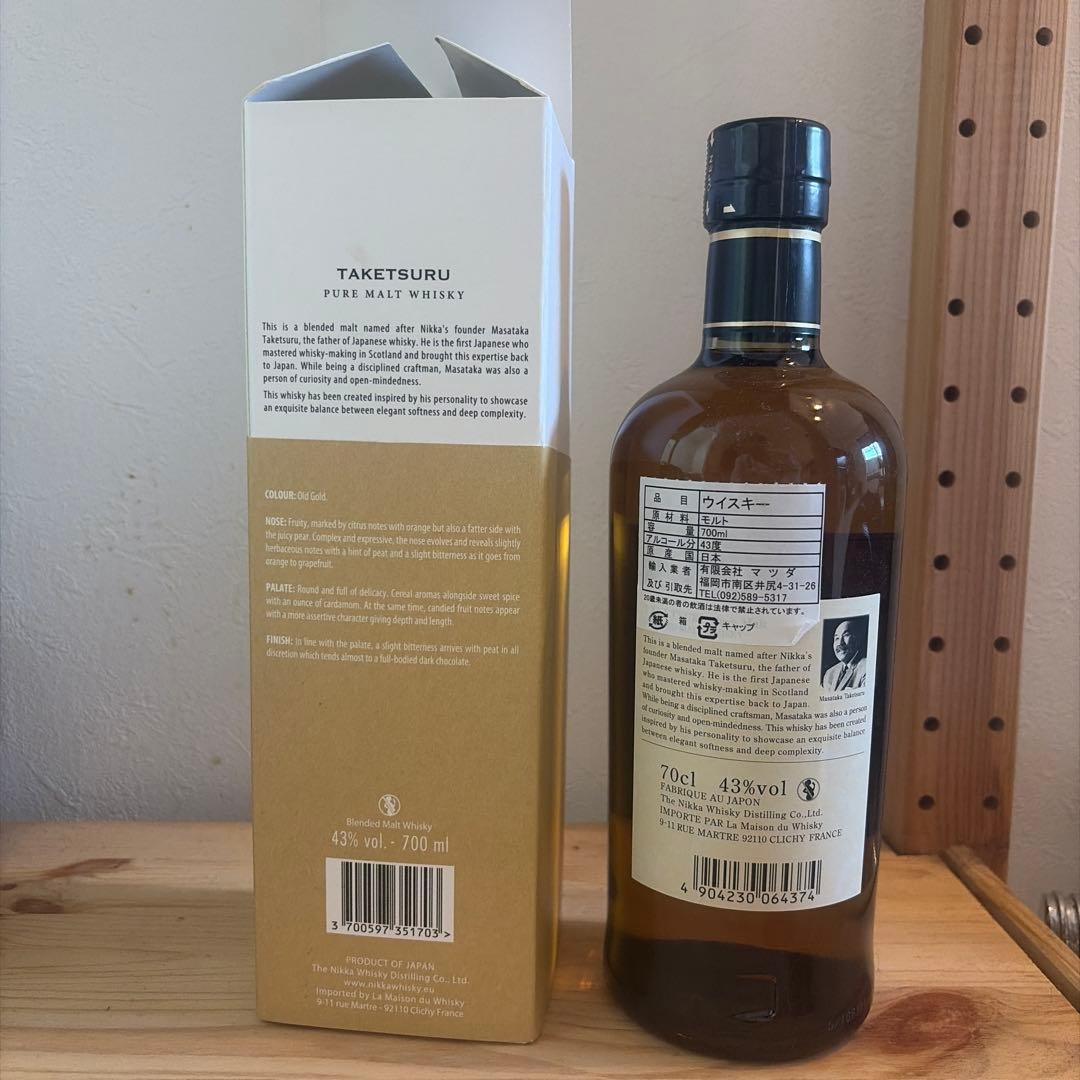 TAKETSURU
PURE MALT WHISKY
This is a blended malt named after Nikka's founder Masataka
Taketsuru, the father of Japanese whisky. He is the first Japanese who
mastered whisky-making in Scotland and brought this expertise back
to Japan. While being a disciplined craftsman, Masataka was also a
person of curiosity and open-mindedness.
This whisky has been created inspired by his personality to showcase
an exquisite balance between elegant softness and deep complexity.
COLOUR: Old Gold.
NOSE: Fruity, marked by citrus notes with orange but also a fatter side with
the juicy pear. Complex and expressive, the nose evolves and reveals slightly
herbaceous notes with a hint of peat and a slight bitterness as it goes from
orange to grapefruit.
PALATE: Round and full of delicacy. Cereal aromas alongside sweet spice
with an ounce of cardamom. At the same time, candied fruit notes appear
with a more assertive character giving depth and length.
FINISH: In line with the palate, a slight bitterness arrives with peat in all
discretion which tends almost to a full-bodied dark chocolate.
Blended Malt Whisky
43% vol. - 700 ml
3 700597 351703 >
PRODUCT OF JAPAN
The Nikka Whisky Distilling Co., Ltd.
www.nikkawhisky.eu
Imported by La Maison du Whisky
9-11 rue Martre - 92110 Clichy France
品 目 ウイスキー
原材料 モルト
容 量 700ml
アルコール分 43度
原産国 日本
輸入業者 有限会社 マツダ
及び引取先 福岡市南区井尻4-31-26
TEL(092)589-5317
20歳未満の者の飲酒は法律で禁止されています。
紙 箱 プラ キャップ
This is a blended malt named after Nikka's
founder Masataka Taketsuru, the father of
Japanese whisky. He is the first Japanese
who mastered whisky-making in Scotland
and brought this expertise back to Japan.
Masataka Taketsuru
While being a disciplined craftsman, Masataka was also a person
of curiosity and open-mindedness. This whisky has been created
inspired by his personality to showcase an exquisite balance
between elegant softness and deep complexity.
70cl 43%vol
FABRIQUE AU JAPON
The Nikka Whisky Distilling Co.,Ltd.
IMPORTE PAR La Maison du Whisky
9-11 RUE MARTRE 92110 CLICHY FRANCE
4 904230 064374